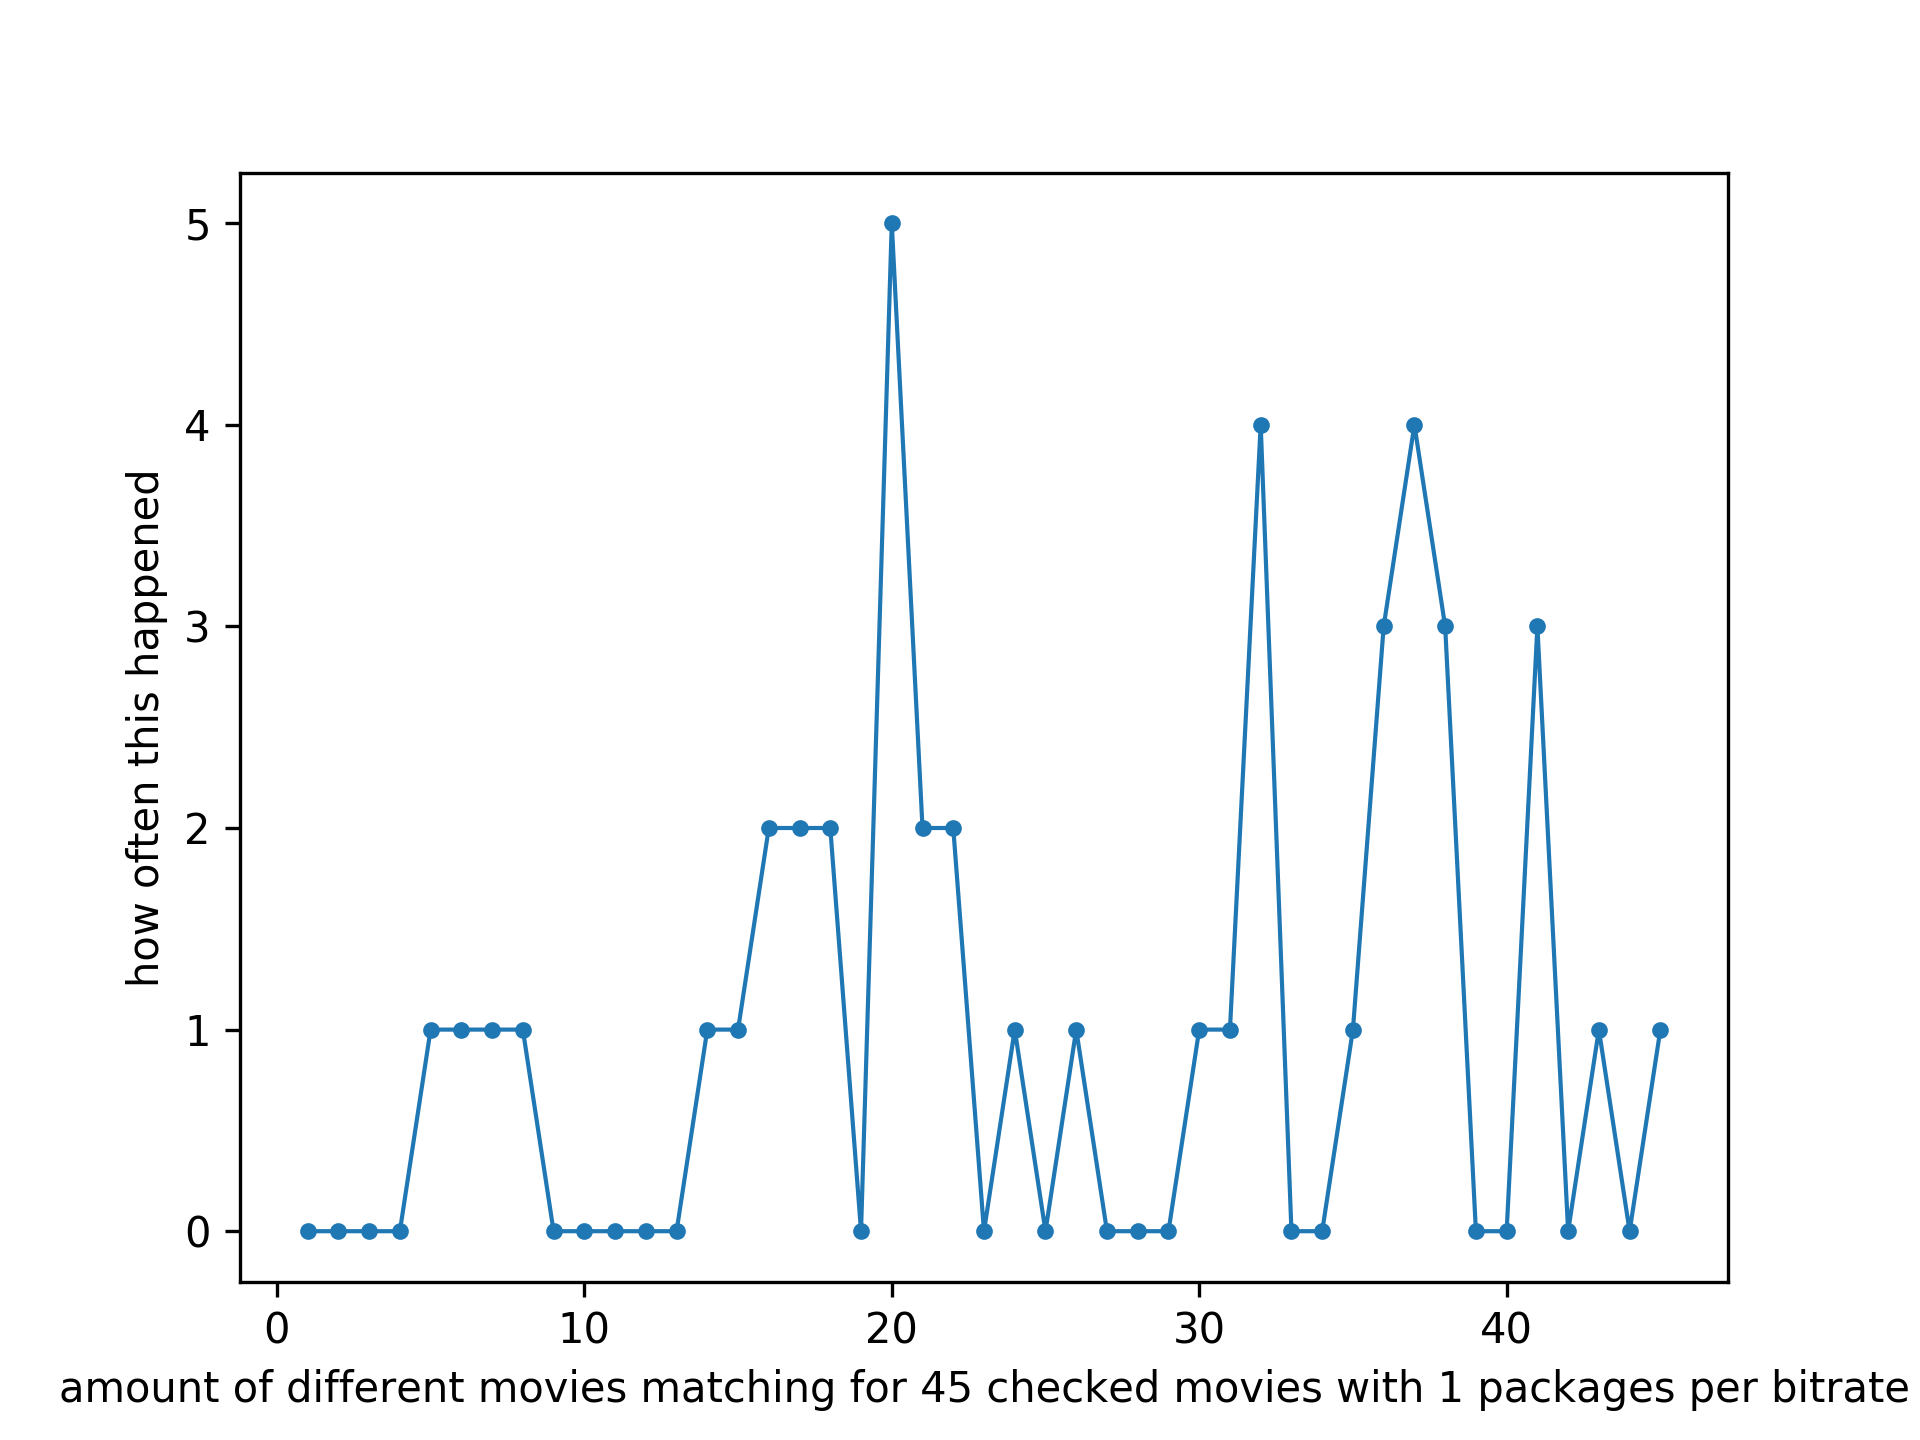 how often this happened
5
4
3
2
1
0
0 10 20 30 40
amount of different movies matching for 45 checked movies with 1 packages per bitrate